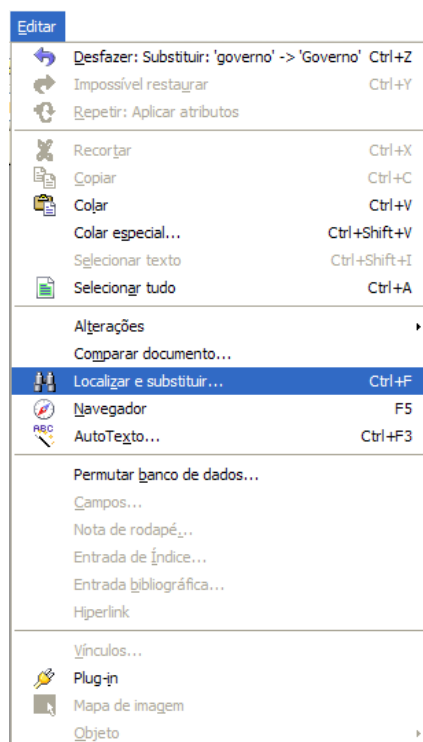 Editar
Desfazer: Substituir: 'governo' -> 'Governo' Ctrl+Z
Impossível restaurar Ctrl+Y
Repetir: Aplicar atributos
Recortar Ctrl+X
Copiar Ctrl+C
Colar Ctrl+V
Colar especial... Ctrl+Shift+V
Selecionar texto Ctrl+Shift+I
Selecionar tudo Ctrl+A
Alterações
Comparar documento...
Localizar e substituir... Ctrl+F
Navegador F5
ABC
AutoTexto... Ctrl+F3
Permutar banco de dados...
Campos...
Nota de rodapé...
Entrada de Índice...
Entrada bibliográfica...
Hiperlink
Vínculos...
Plug-in
Mapa de imagem
Objeto